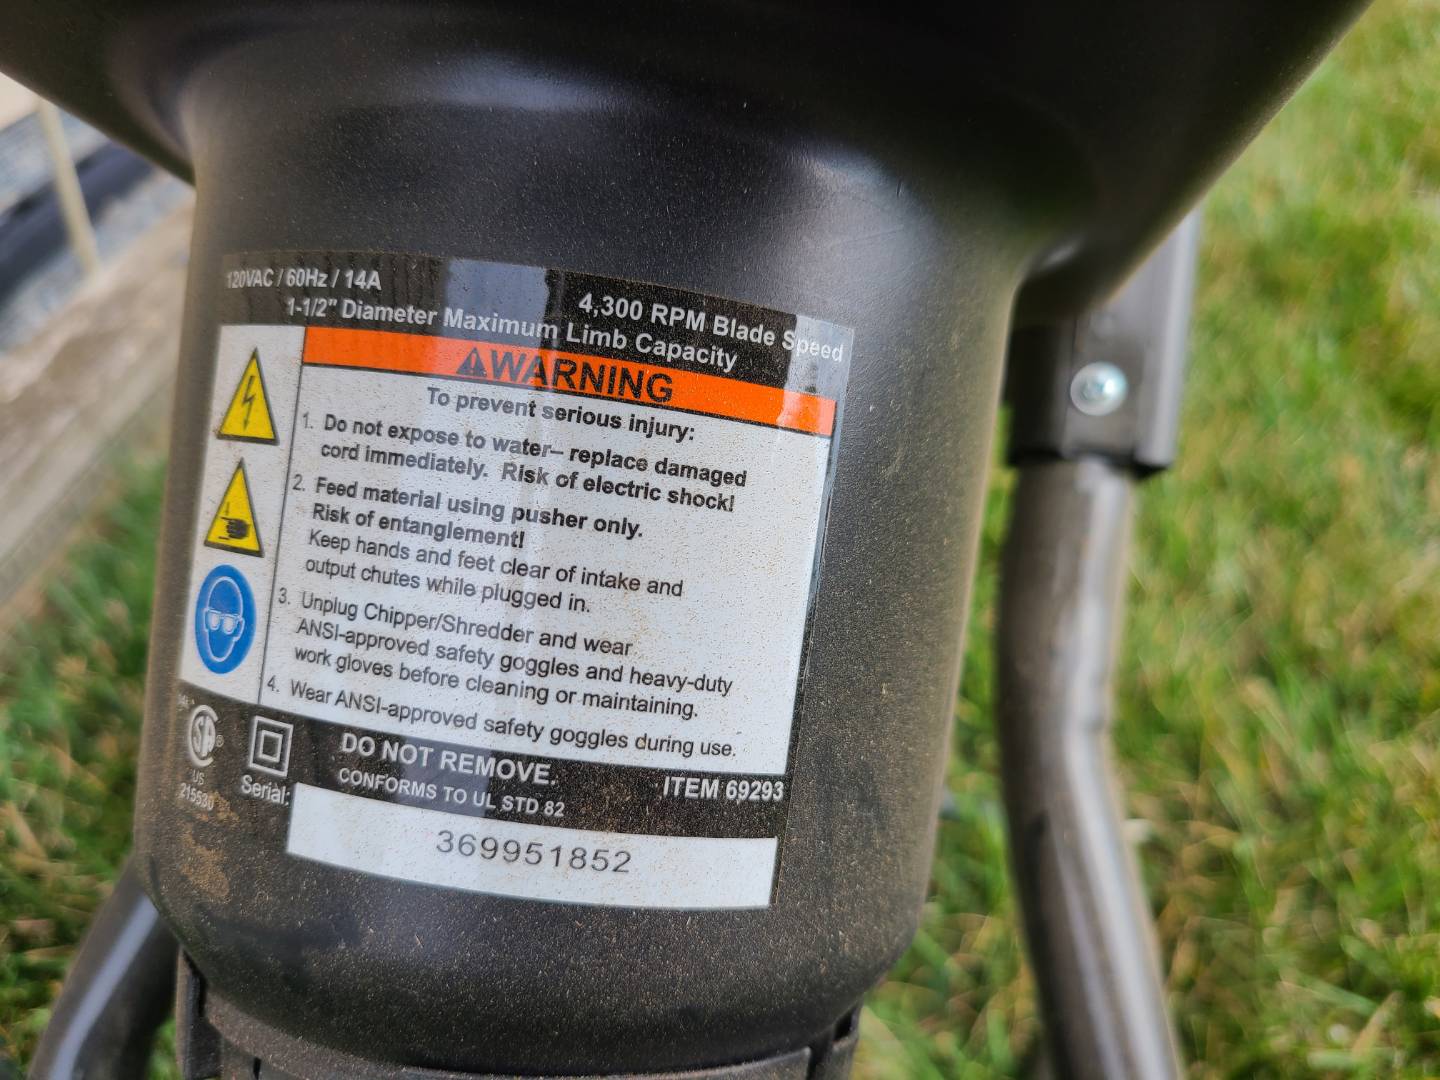 120VAC / 60Hz / 14A
4,300 RPM Blade Speed
1-1/2" Diameter Maximum Limb Capacity
⚠WARNING
To prevent serious injury:
1. Do not expose to water– replace damaged
cord immediately. Risk of electric shock!
2. Feed material using pusher only.
Risk of entanglement!
Keep hands and feet clear of intake and
output chutes while plugged in.
3. Unplug Chipper/Shredder and wear
ANSI-approved safety goggles and heavy-duty
work gloves before cleaning or maintaining.
4. Wear ANSI-approved safety goggles during use.
SA®
US
DO NOT REMOVE.
CONFORMS TO UL STD 82
ITEM 69293
Serial:
369951852